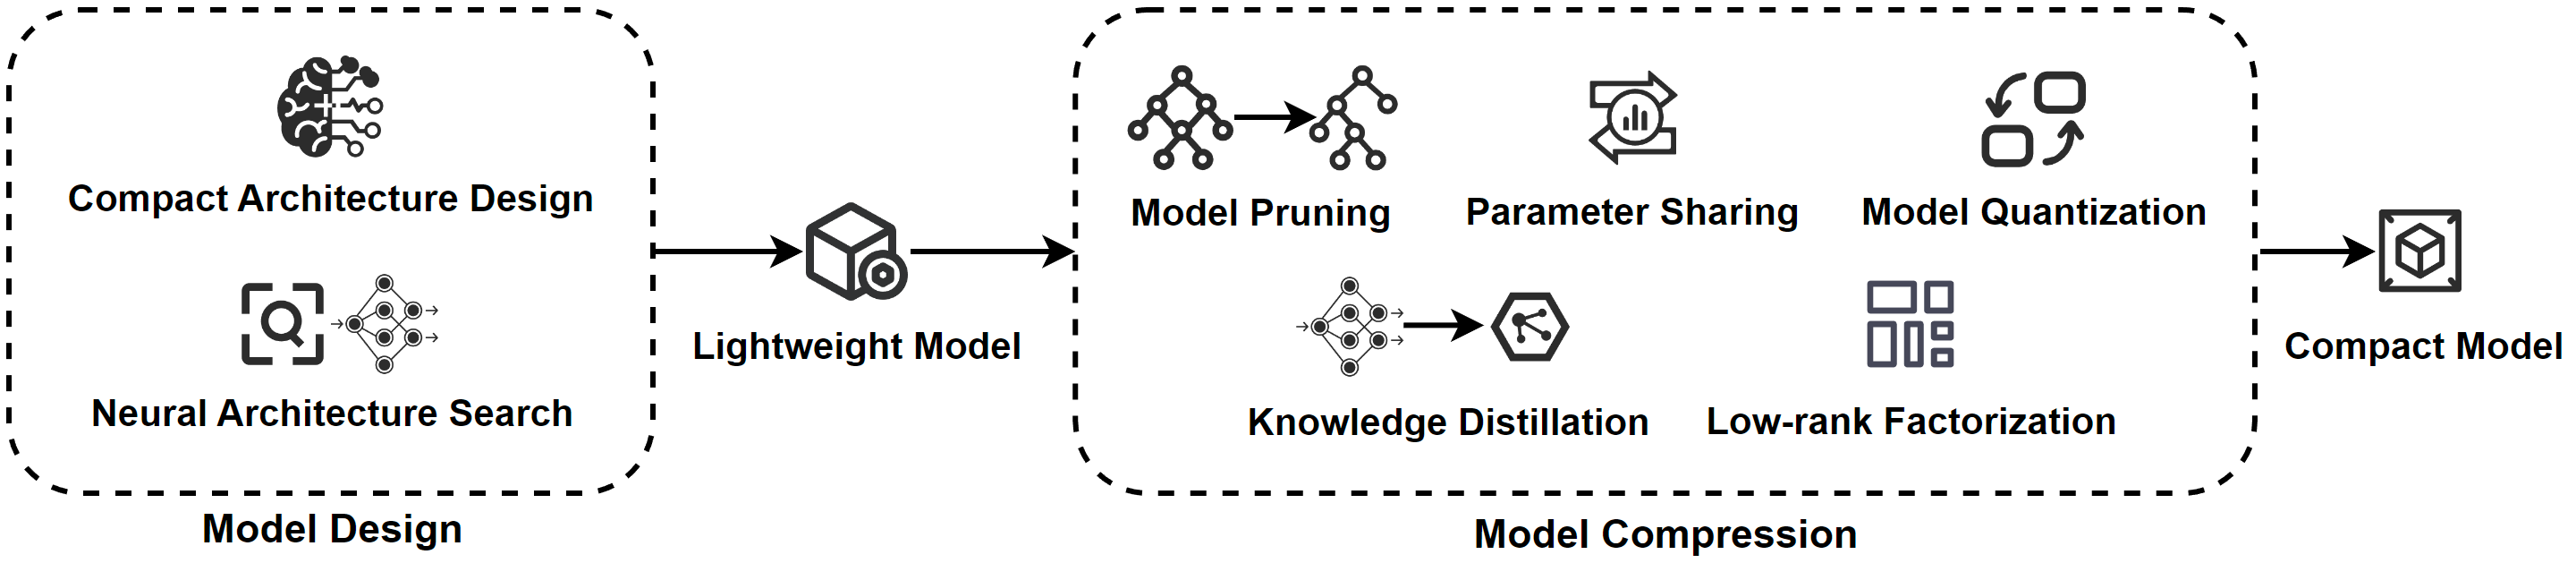 Compact Architecture Design
Neural Architecture Search
Model Design
Lightweight Model
Model Pruning
Parameter Sharing
Model Quantization
Knowledge Distillation
Low-rank Factorization
Model Compression
Compact Model